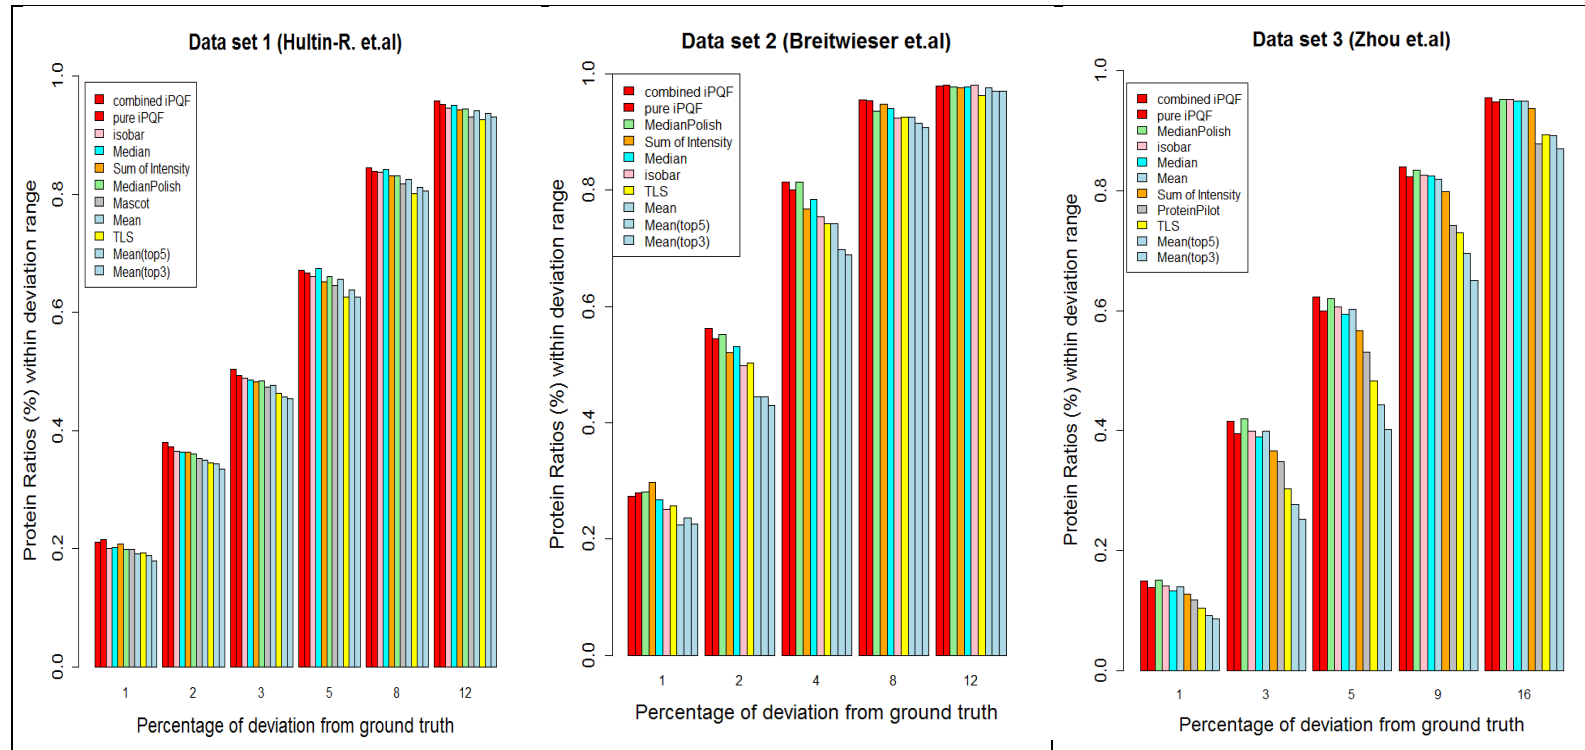 Data set 1 (Hultin-R. et.al)
Protein Ratios (%) within deviation range
1.0
0.8
0.6
0.4
0.2
0.0
combined iPQF
pure iPQF
isobar
Median
Sum of Intensity
MedianPolish
Mascot
Mean
TLS
Mean(top5)
Mean(top3)
1 2 3 5 8 12
Percentage of deviation from ground truth
Data set 2 (Breitwieser et.al)
Protein Ratios (%) within deviation range
1.0
0.8
0.6
0.4
0.2
0.0
combined iPQF
pure iPQF
MedianPolish
Sum of Intensity
Median
isobar
TLS
Mean
Mean(top5)
Mean(top3)
1 2 4 8 12
Percentage of deviation from ground truth
Data set 3 (Zhou et.al)
Protein Ratios (%) within deviation range
1.0
0.8
0.6
0.4
0.2
0.0
combined iPQF
pure iPQF
MedianPolish
isobar
Median
Mean
Sum of Intensity
ProteinPilot
TLS
Mean(top5)
Mean(top3)
1 3 5 9 16
Percentage of deviation from ground truth